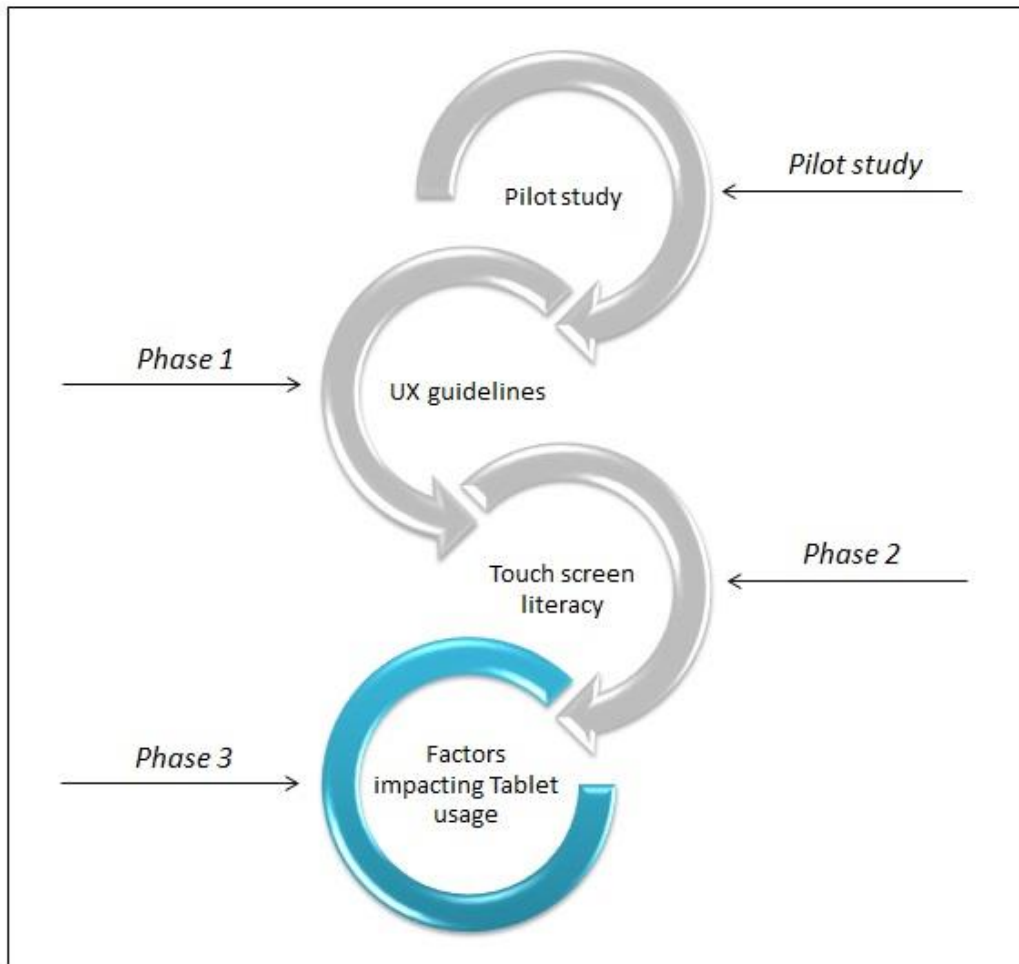 Pilot study
Pilot study
Phase 1
UX guidelines
Touch screen
literacy
Phase 2
Phase 3
Factors
impacting Tablet
usage